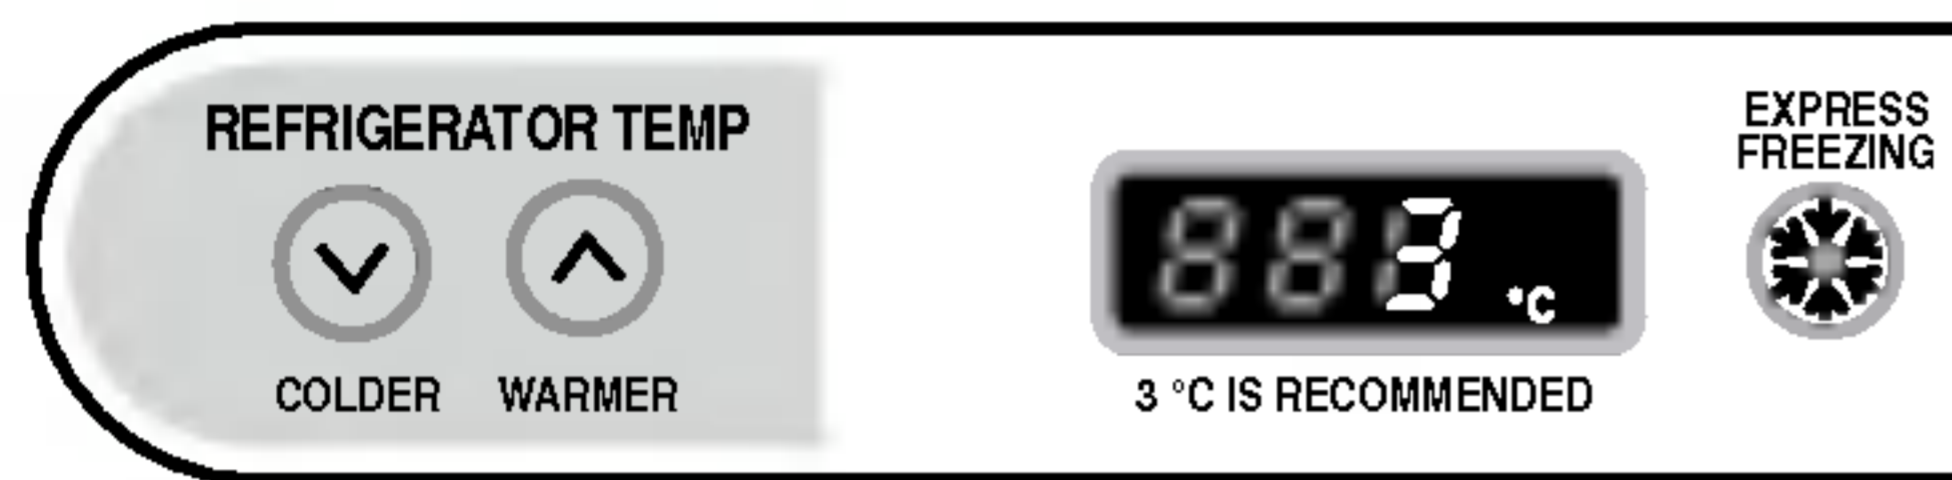 REFRIGERATOR TEMP
COLDER WARMER
3 °C
3 °C IS RECOMMENDED
EXPRESS
FREEZING